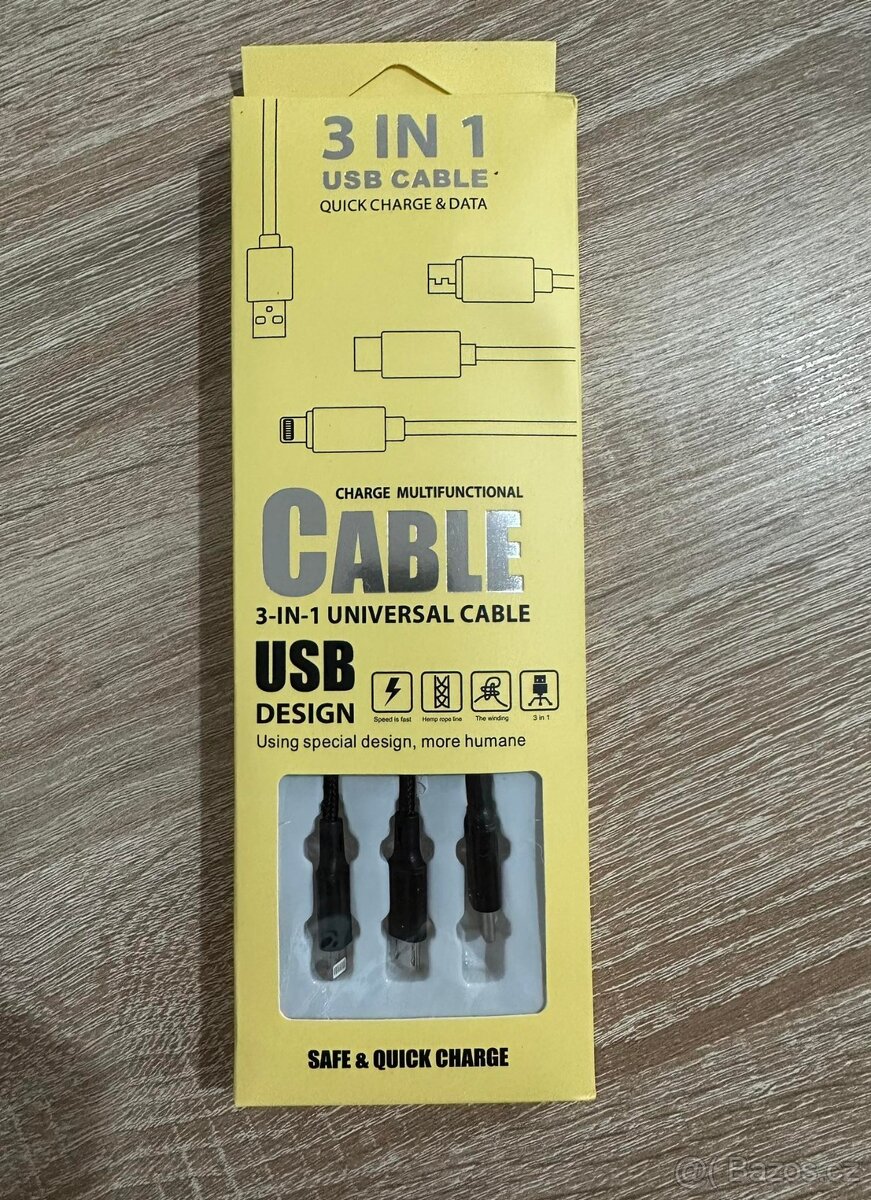 3 IN 1
USB CABLE
QUICK CHARGE & DATA
CHARGE MULTIFUNCTIONAL
CABLE
3-IN-1 UNIVERSAL CABLE
USB
DESIGN
Speed is fast Hemp rope line The winding 3 in 1
Using special design, more humane
SAFE & QUICK CHARGE
Bazos.cz